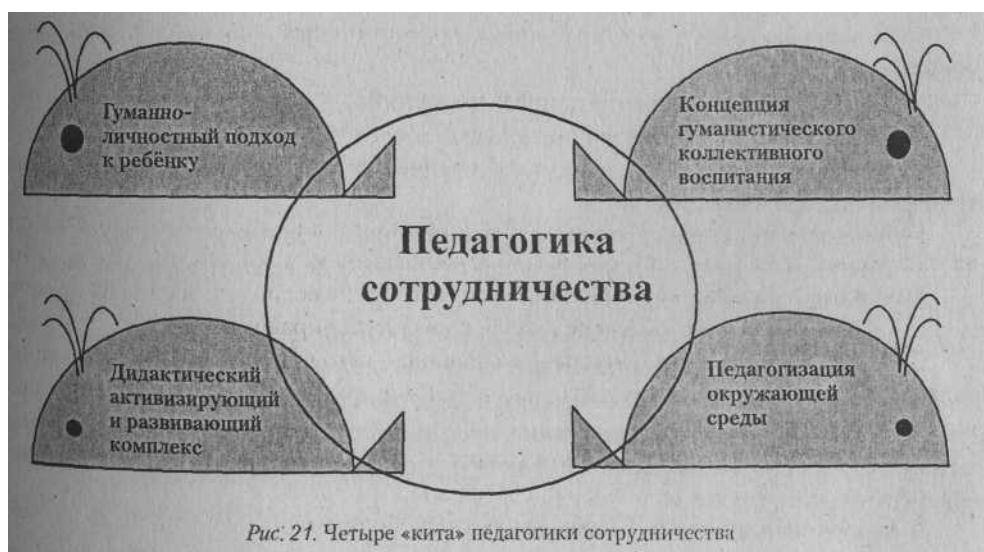 Гуманно-
личностный подход
к ребёнку
Концепция
гуманистического
коллективного
воспитания
Педагогика
сотрудничества
Дидактический
активизирующий
и развивающий
комплекс
Педагогизация
окружающей
среды
Рис. 21. Четыре «кита» педагогики сотрудничества